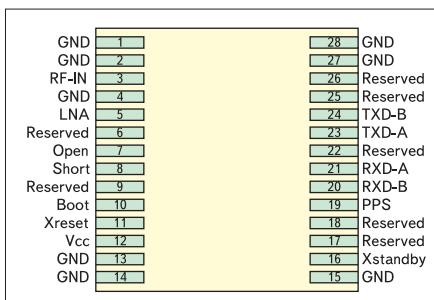 GND 1 28 GND
GND 2 27 GND
RF-IN 3 26 Reserved
GND 4 25 Reserved
LNA 5 24 TXD-B
Reserved 6 23 TXD-A
Open 7 22 Reserved
Short 8 21 RXD-A
Reserved 9 20 RXD-B
Boot 10 19 PPS
Xreset 11 18 Reserved
Vcc 12 17 Reserved
GND 13 16 Xstandby
GND 14 15 GND